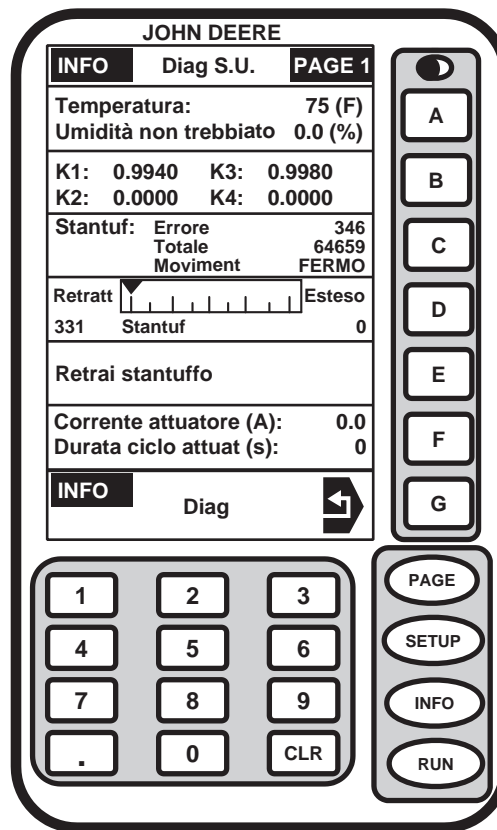 JOHN DEERE
INFO Diag S.U. PAGE 1
Temperatura: 75 (F)
Umidità non trebbiato 0.0 (%)
K1: 0.9940 K3: 0.9980
K2: 0.0000 K4: 0.0000
Stantuf: Errore 346
Totale 64659
Moviment FERMO
Retratt Esteso
331 Stantuf 0
Retrai stantuffo
Corrente attuatore (A): 0.0
Durata ciclo attuat (s): 0
INFO
Diag
A
B
C
D
E
F
G
1 2 3
4 5 6
7 8 9
. 0 CLR
PAGE
SETUP
INFO
RUN